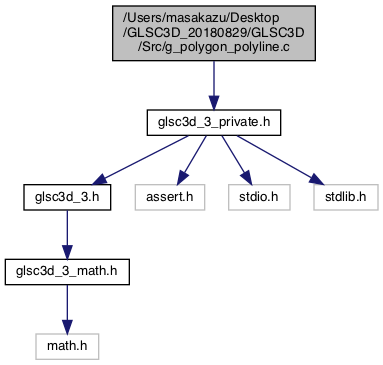 /Users/masakazu/Desktop
/GLSC3D_20180829/GLSC3D
/Src/g_polygon_polyline.c
glsc3d_3_private.h
glsc3d_3.h
assert.h
stdio.h
stdlib.h
glsc3d_3_math.h
math.h